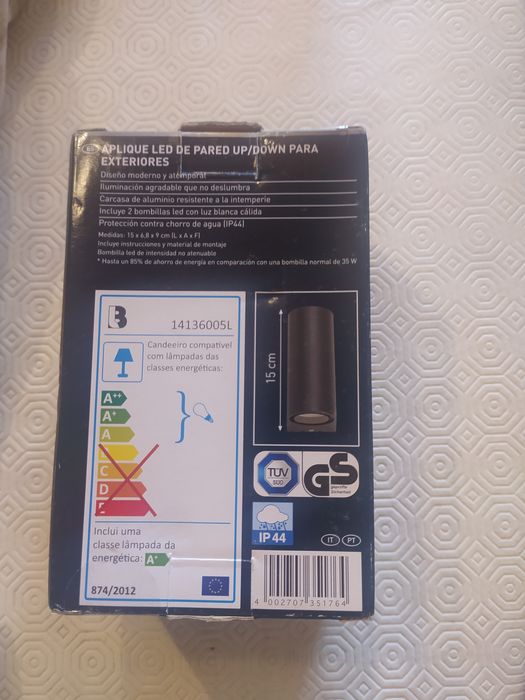 ES APLIQUE LED DE PARED UP/DOWN PARA
EXTERIORES
Diseño moderno y atemporal
Iluminación agradable que no deslumbra
Carcasa de aluminio resistente a la intemperie
Incluye 2 bombillas led con luz blanca cálida
Protección contra chorro de agua (IP44)
Medidas: 15 x 6,8 x 9 cm (L x A x F)
Incluye instrucciones y material de montaje
Bombilla led de intensidad no atenuable
* Hasta un 85% de ahorro de energía en comparación con una bombilla normal de 35 W
14136005L
Candeeiro compatível
com lâmpadas das
classes energéticas:
A++
A+
A
C
D
E
Inclui uma
classe lâmpada da
energética: A+
874/2012
15 cm
TÜV
SÜD
GS
geprüfte
Sicherheit
IP 44
IT PT
4 002707 351764